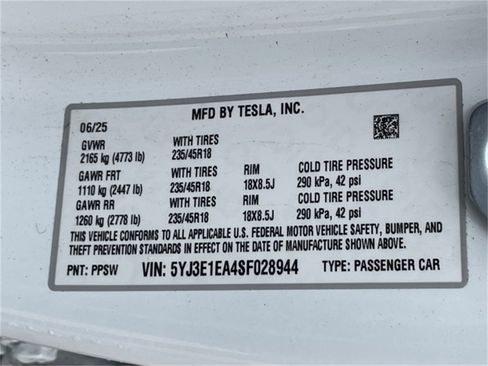 MFD BY TESLA, INC.
06/25
GVWR WITH TIRES
2165 kg (4773 lb) 235/45R18
GAWR FRT WITH TIRES RIM COLD TIRE PRESSURE
1110 kg (2447 lb) 235/45R18 18X8.5J 290 kPa, 42 psi
GAWR RR WITH TIRES RIM COLD TIRE PRESSURE
1260 kg (2778 lb) 235/45R18 18X8.5J 290 kPa, 42 psi
THIS VEHICLE CONFORMS TO ALL APPLICABLE U.S. FEDERAL MOTOR VEHICLE SAFETY, BUMPER, AND
THEFT PREVENTION STANDARDS IN EFFECT ON THE DATE OF MANUFACTURE SHOWN ABOVE.
PNT: PPSW VIN: 5YJ3E1EA4SF028944 TYPE: PASSENGER CAR